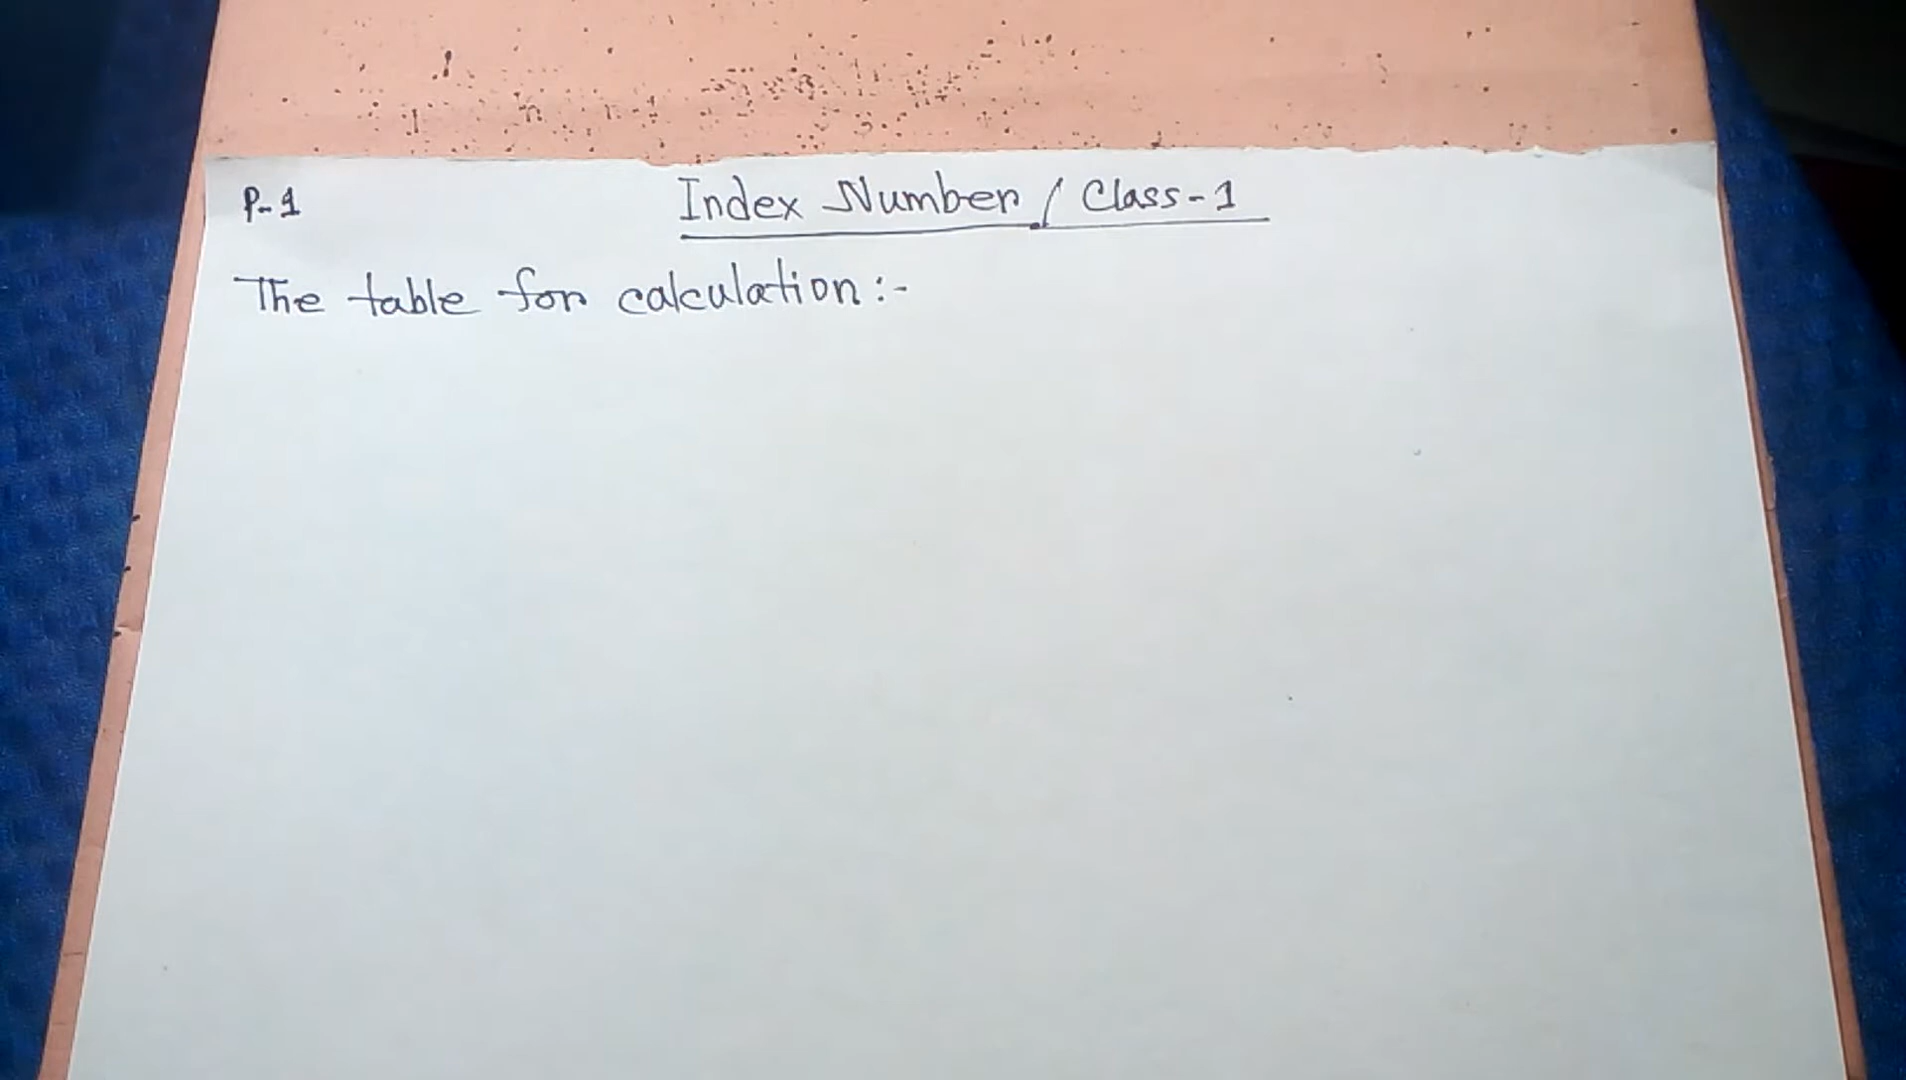 P-1
Index Number / Class-1
The table for calculation :-